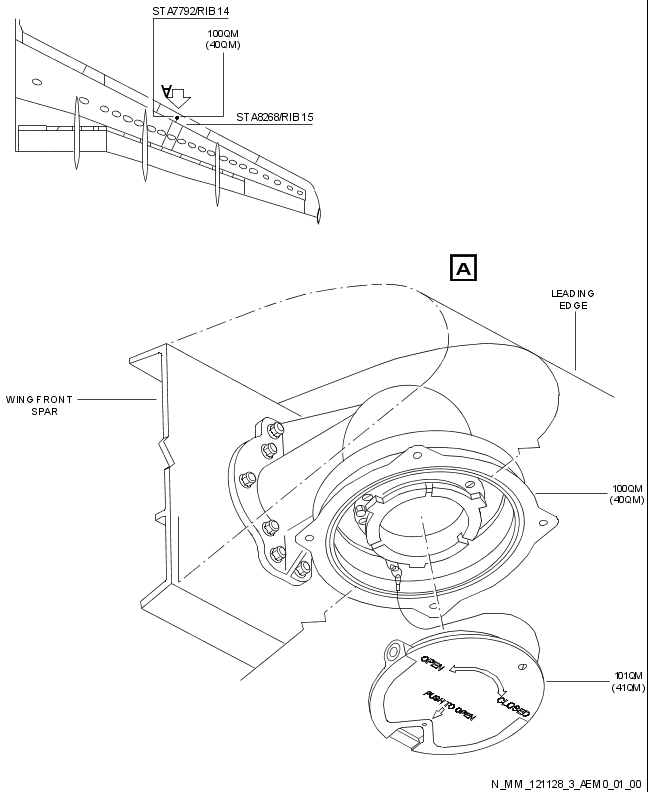 STA7792/RIB14
100QM
(40QM)
A
STA8268/RIB15
A
LEADING
EDGE
WING FRONT
SPAR
100QM
(40QM)
OPEN
CLOSED
PUSH TO OPEN
101QM
(41QM)
N_MM_121128_3_AEM0_01_00